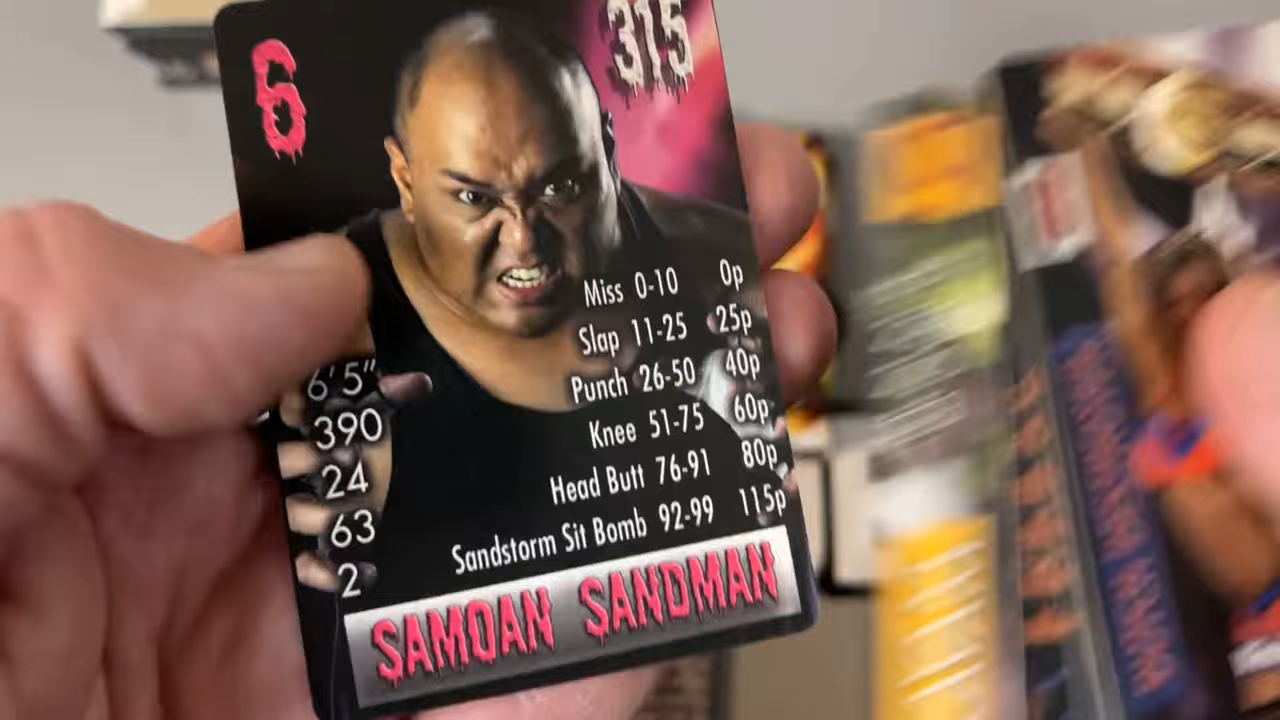 6
315
Miss 0-10 0p
Slap 11-25 25p
Punch 26-50 40p
Knee 51-75 60p
Head Butt 76-91 80p
Sandstorm Sit Bomb 92-99 115p
6'5"
390
24
63
2
SAMOAN SANDMAN